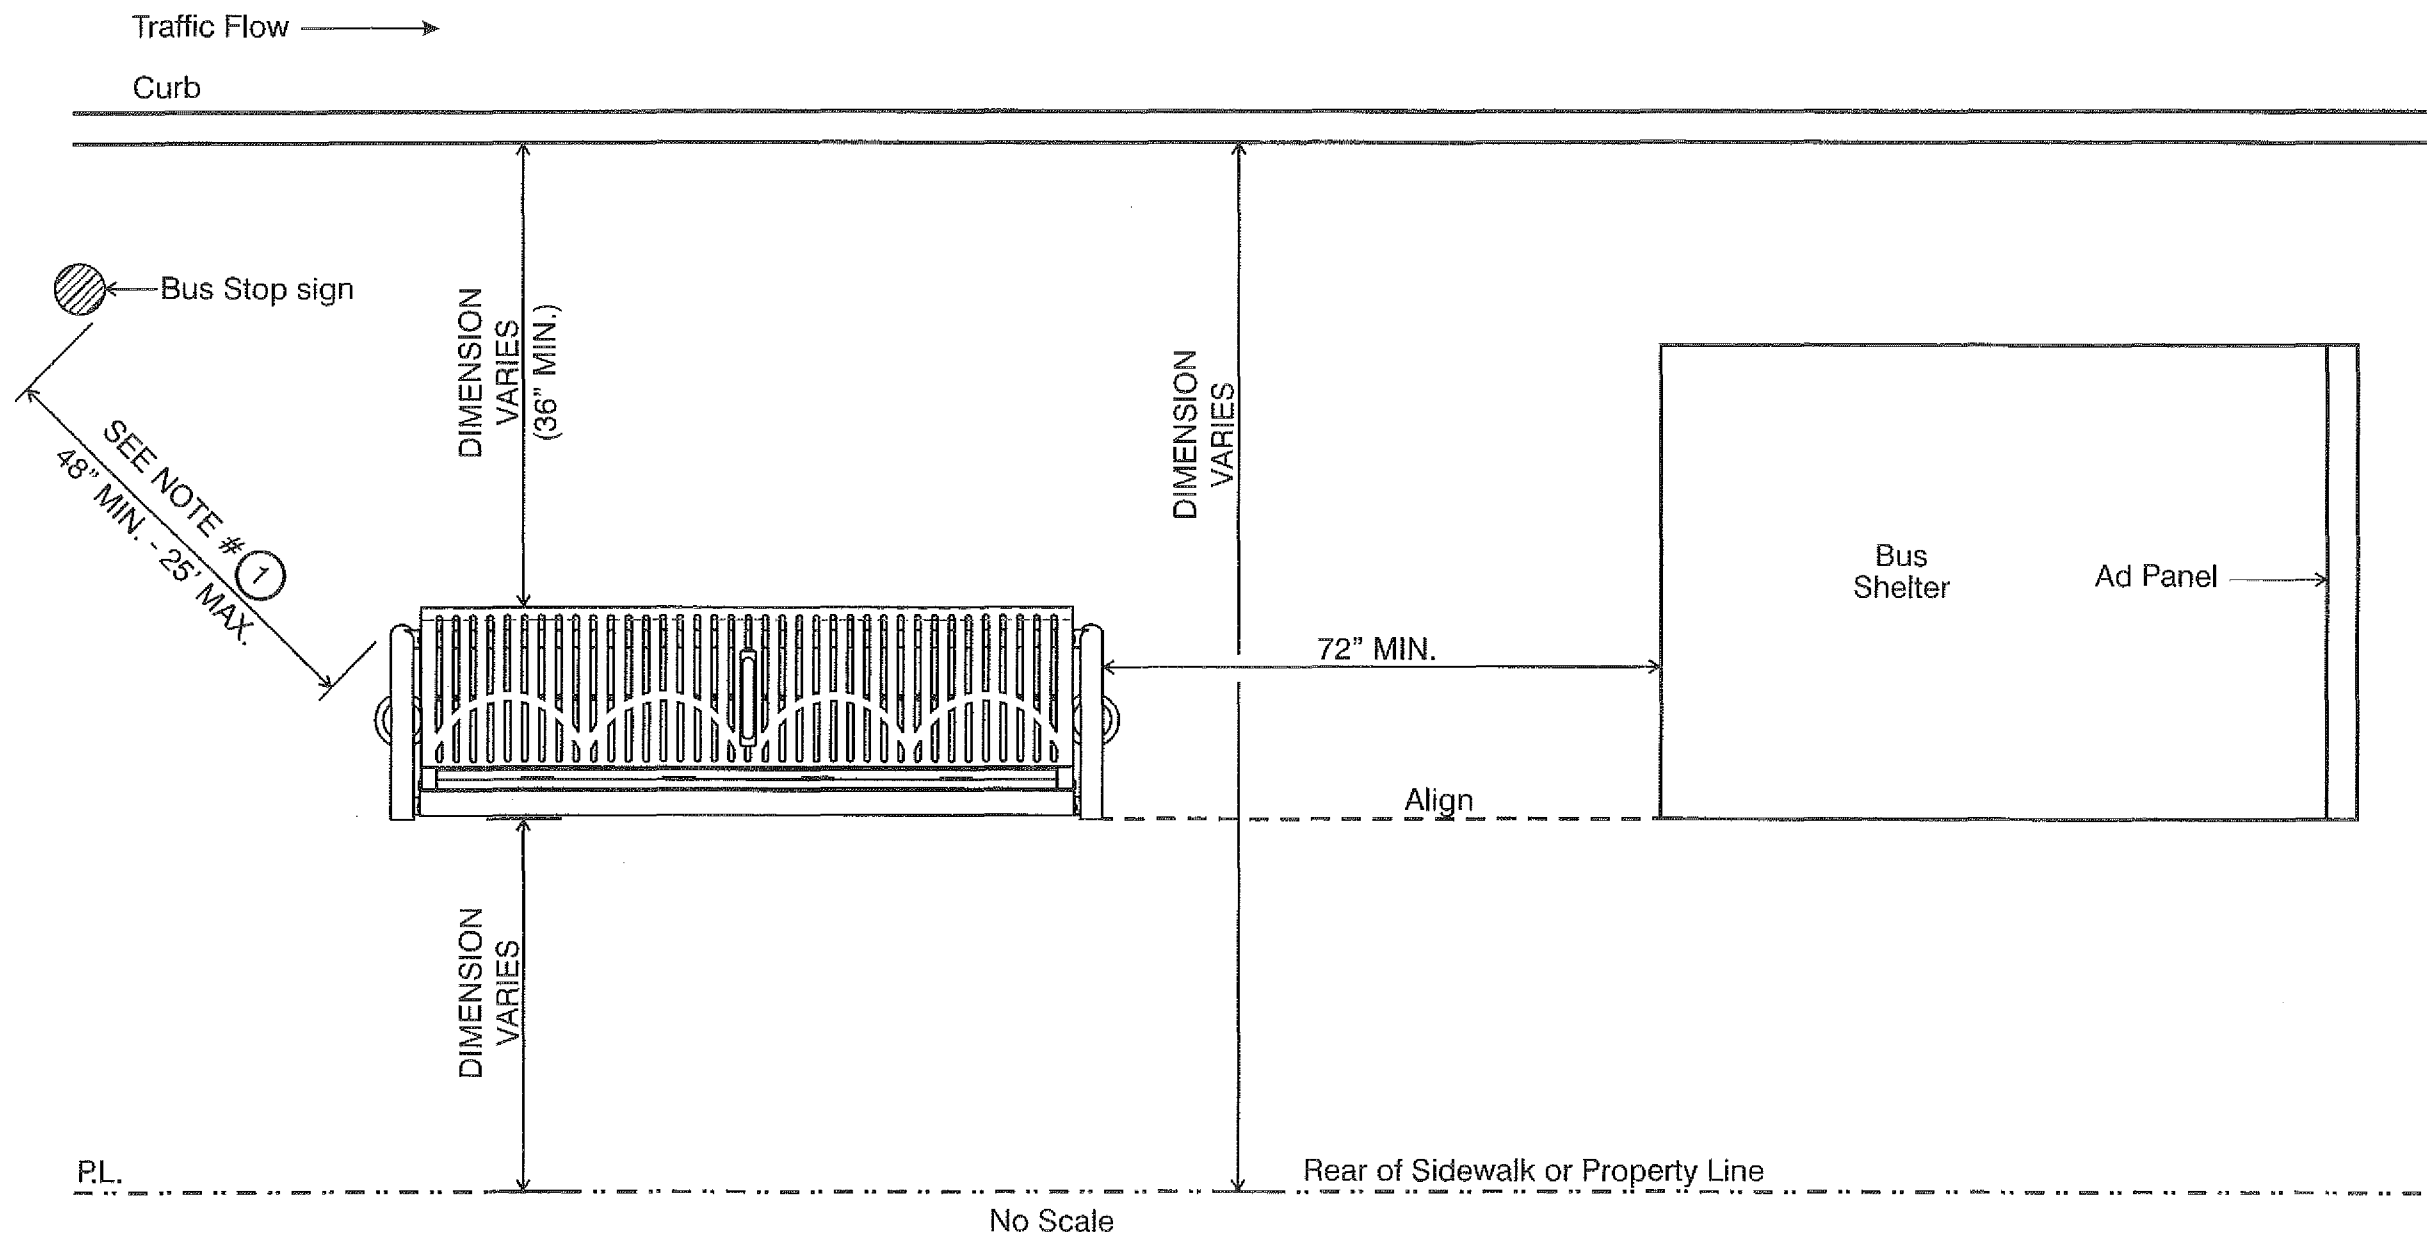 Traffic Flow
Curb
Bus Stop sign
DIMENSION
VARIES
(36” MIN.)
DIMENSION
VARIES
SEE NOTE # 1
48” MIN. - 25’ MAX.
Bus
Shelter
Ad Panel
72” MIN.
Align
DIMENSION
VARIES
P.L.
Rear of Sidewalk or Property Line
No Scale